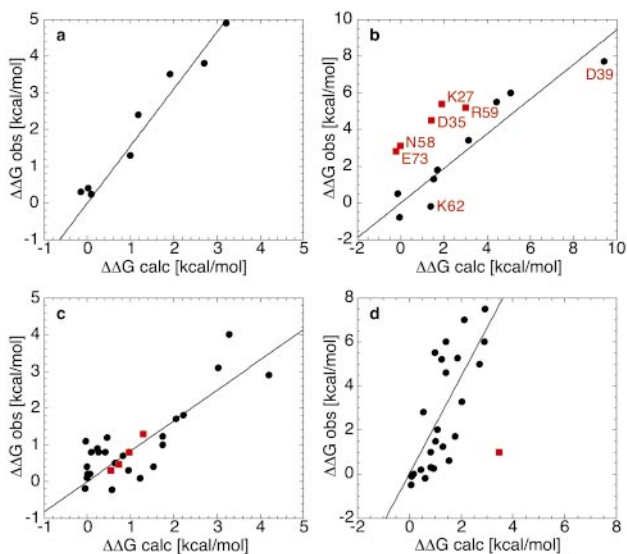 a
b
5
4
3
2
1
0
-1
-1 0 1 2 3 4 5
ΔΔG obs [kcal/mol]
ΔΔG calc [kcal/mol]
10
8
6
4
2
0
-2
-2 0 2 4 6 8 10
ΔΔG obs [kcal/mol]
ΔΔG calc [kcal/mol]
D39
K27
R59
D35
N58
E73
K62
c
d
5
4
3
2
1
0
-1
-1 0 1 2 3 4 5
ΔΔG obs [kcal/mol]
ΔΔG calc [kcal/mol]
8
6
4
2
0
-2
-2 0 2 4 6 8
ΔΔG obs [kcal/mol]
ΔΔG calc [kcal/mol]